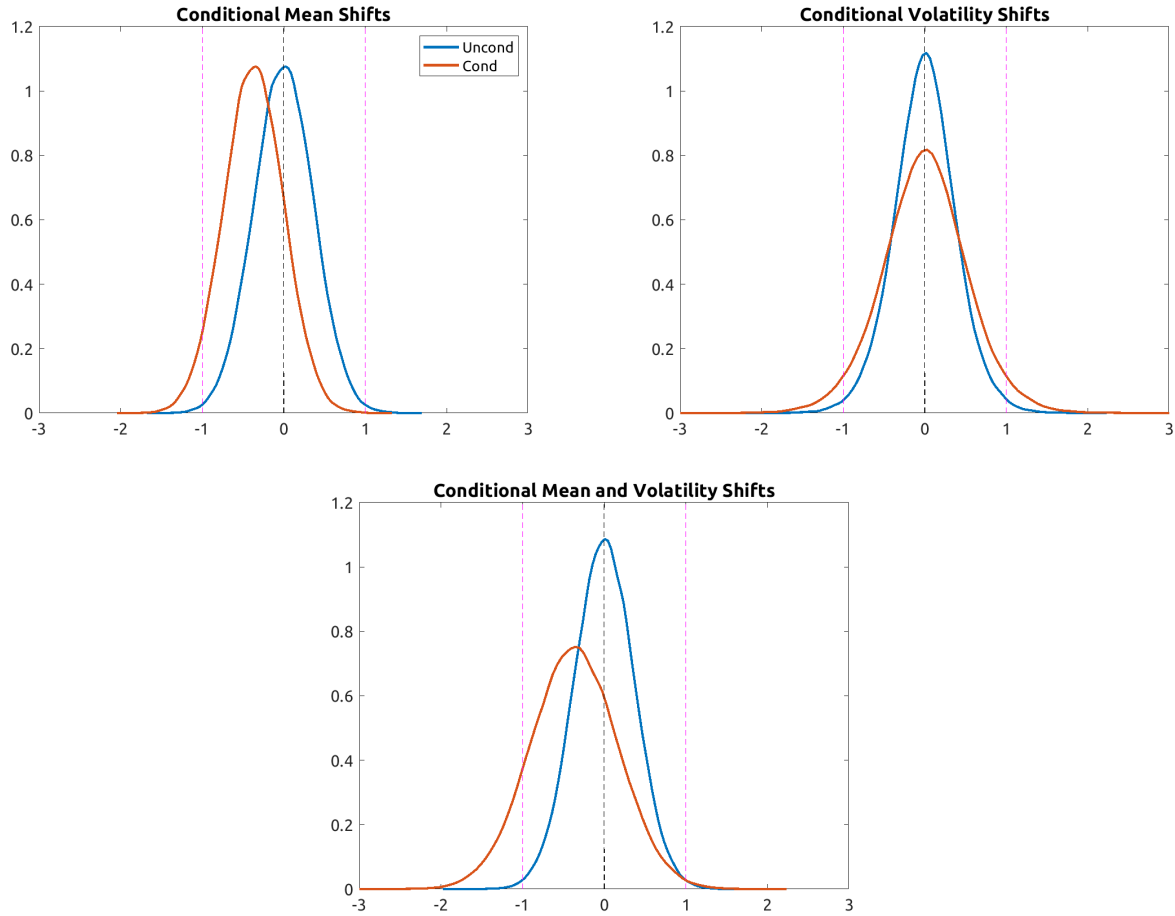 Conditional Mean Shifts
1.2
Uncond
Cond
1
0.8
0.6
0.4
0.2
0
-3 -2 -1 0 1 2 3
Conditional Volatility Shifts
1.2
1
0.8
0.6
0.4
0.2
0
-3 -2 -1 0 1 2 3
Conditional Mean and Volatility Shifts
1.2
1
0.8
0.6
0.4
0.2
0
-3 -2 -1 0 1 2 3